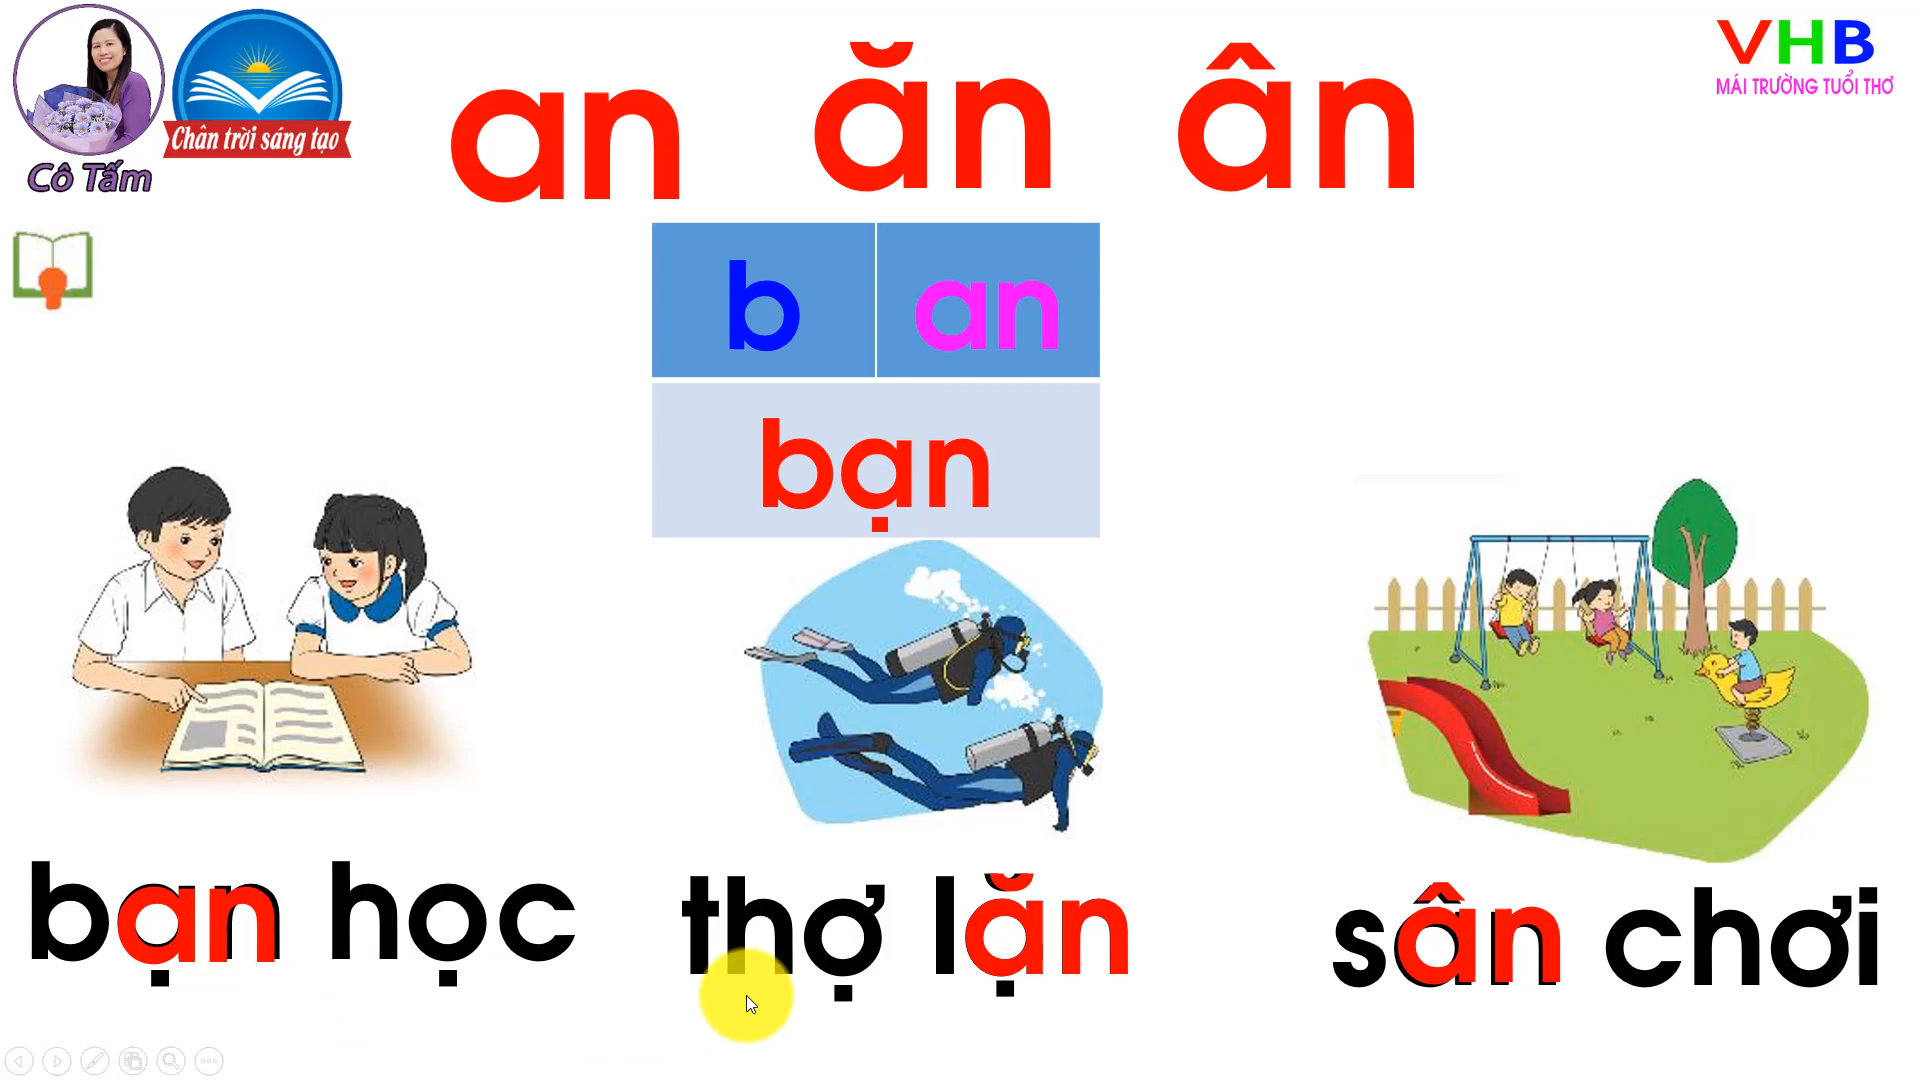 Chân trời sáng tạo
Cô Tấm
an ăn ân
VHB
MÁI TRƯỜNG TUỔI THƠ
b an
bạn
bạn học
thợ lặn
sân chơi